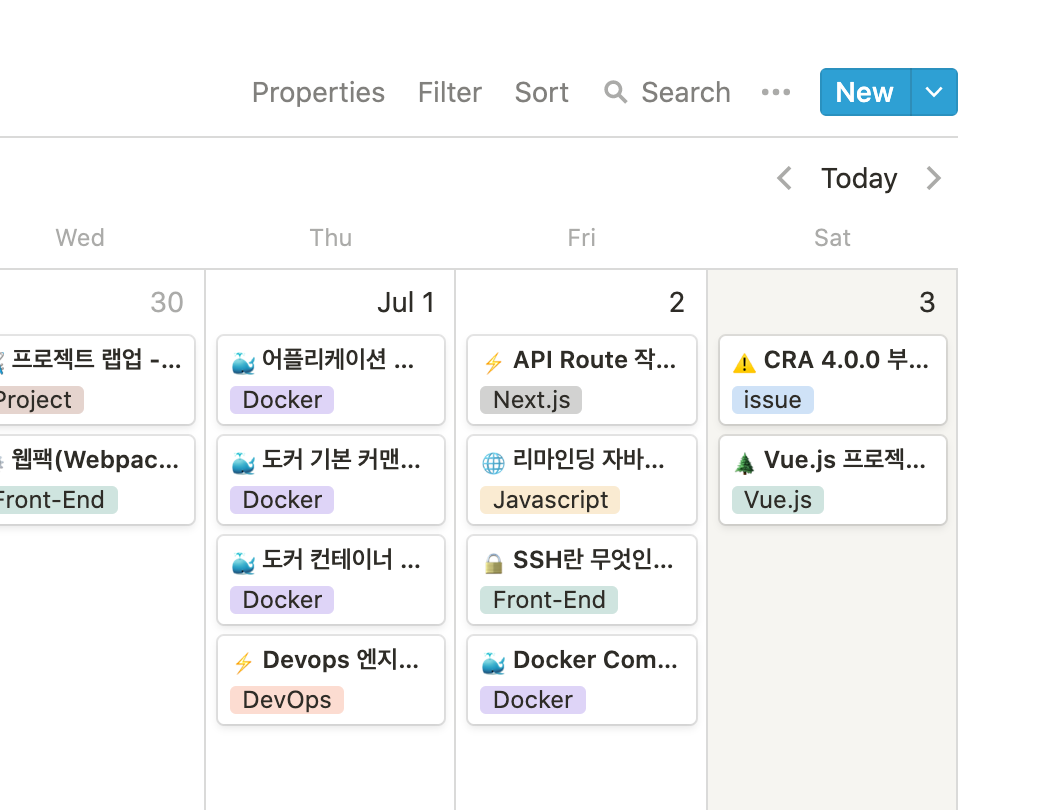 Properties Filter Sort Search ... New
Today
Wed Thu Fri Sat
30 Jul 1 2 3
프로젝트 랩업 -...
Project
웹팩(Webpac...
Front-End
어플리케이션 ...
Docker
도커 기본 커맨...
Docker
도커 컨테이너 ...
Docker
Devops 엔지...
DevOps
API Route 작...
Next.js
리마인딩 자바...
Javascript
SSH란 무엇인...
Front-End
Docker Com...
Docker
CRA 4.0.0 부...
issue
Vue.js 프로젝...
Vue.js